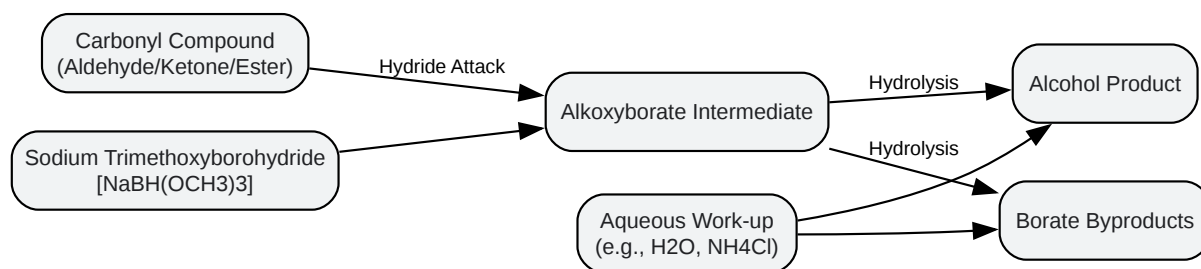 Carbonyl Compound
(Aldehyde/Ketone/Ester)
Hydride Attack
Sodium Trimethoxyborohydride
[NaBH(OCH3)3]
Alkoxyborate Intermediate
Hydrolysis
Hydrolysis
Alcohol Product
Aqueous Work-up
(e.g., H2O, NH4Cl)
Borate Byproducts